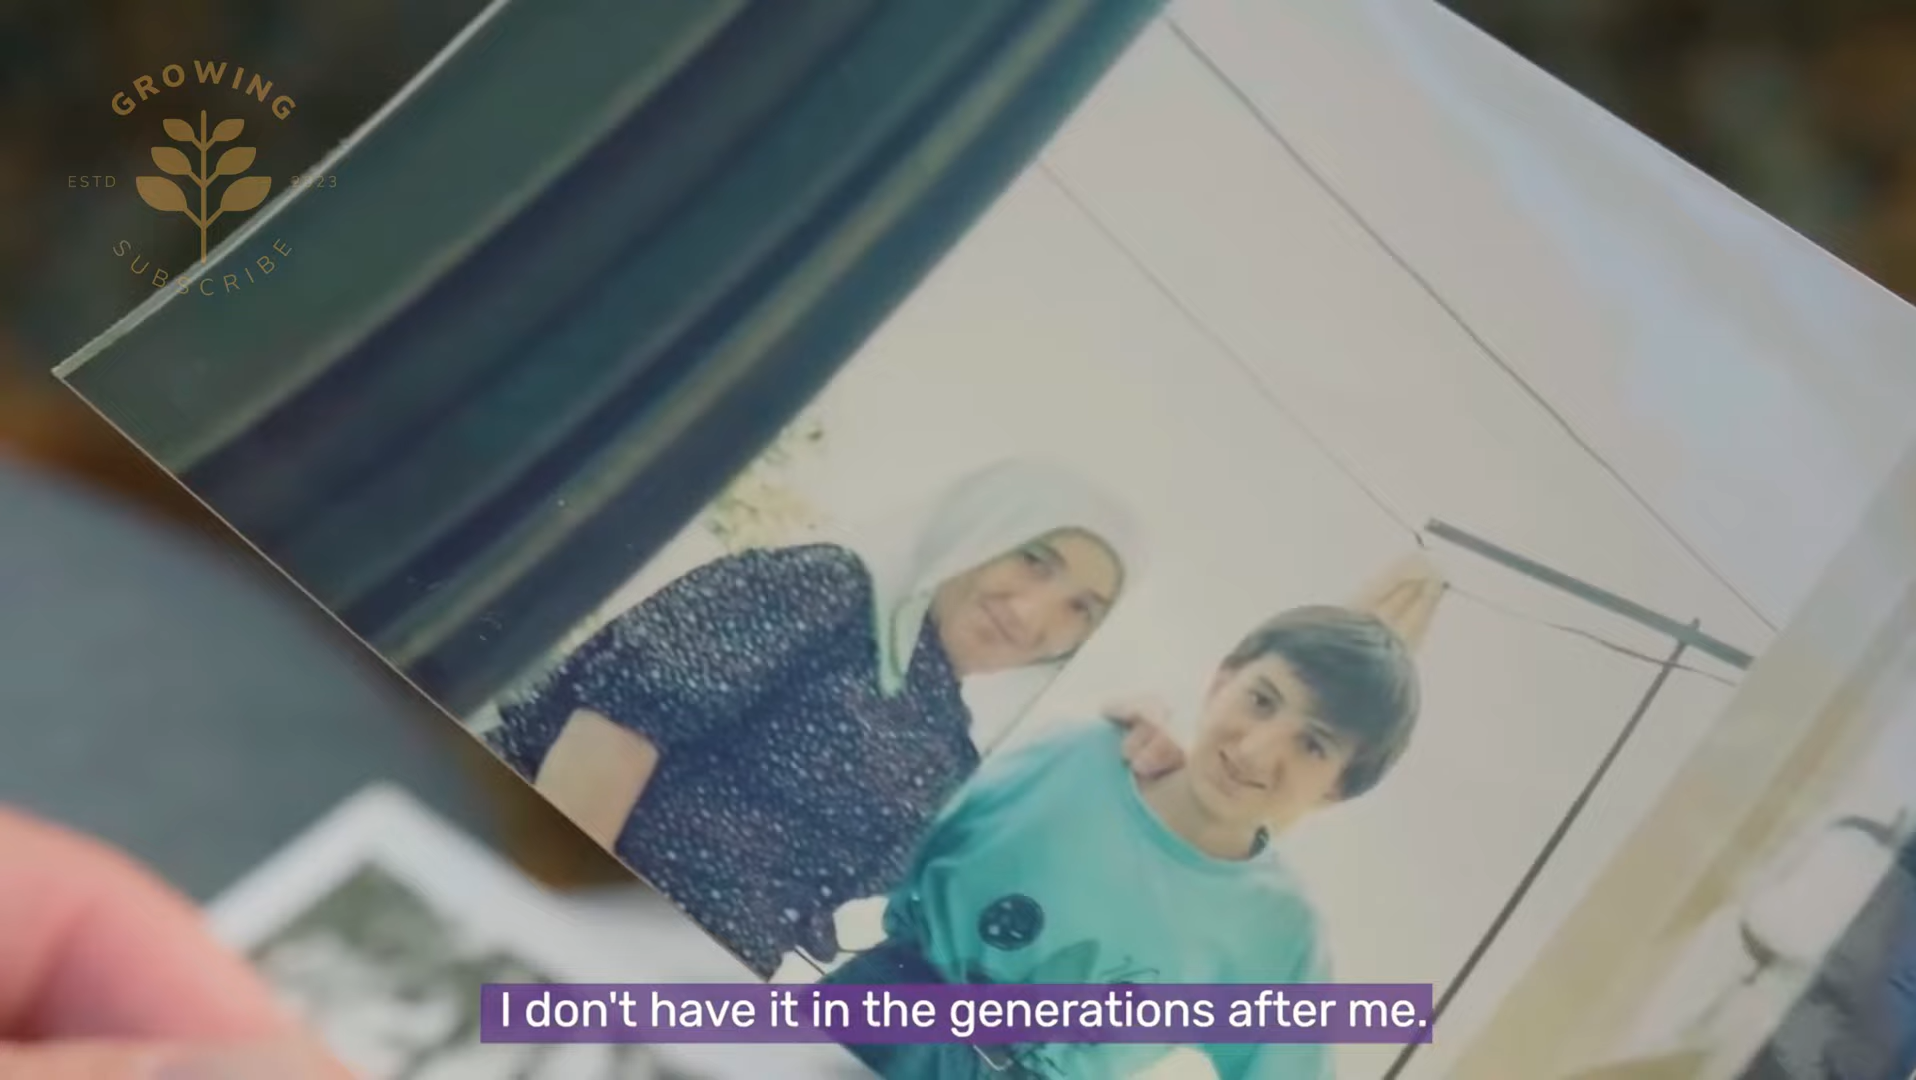 GROWING
ESTD 2023
SUBSCRIBE
I don't have it in the generations after me.